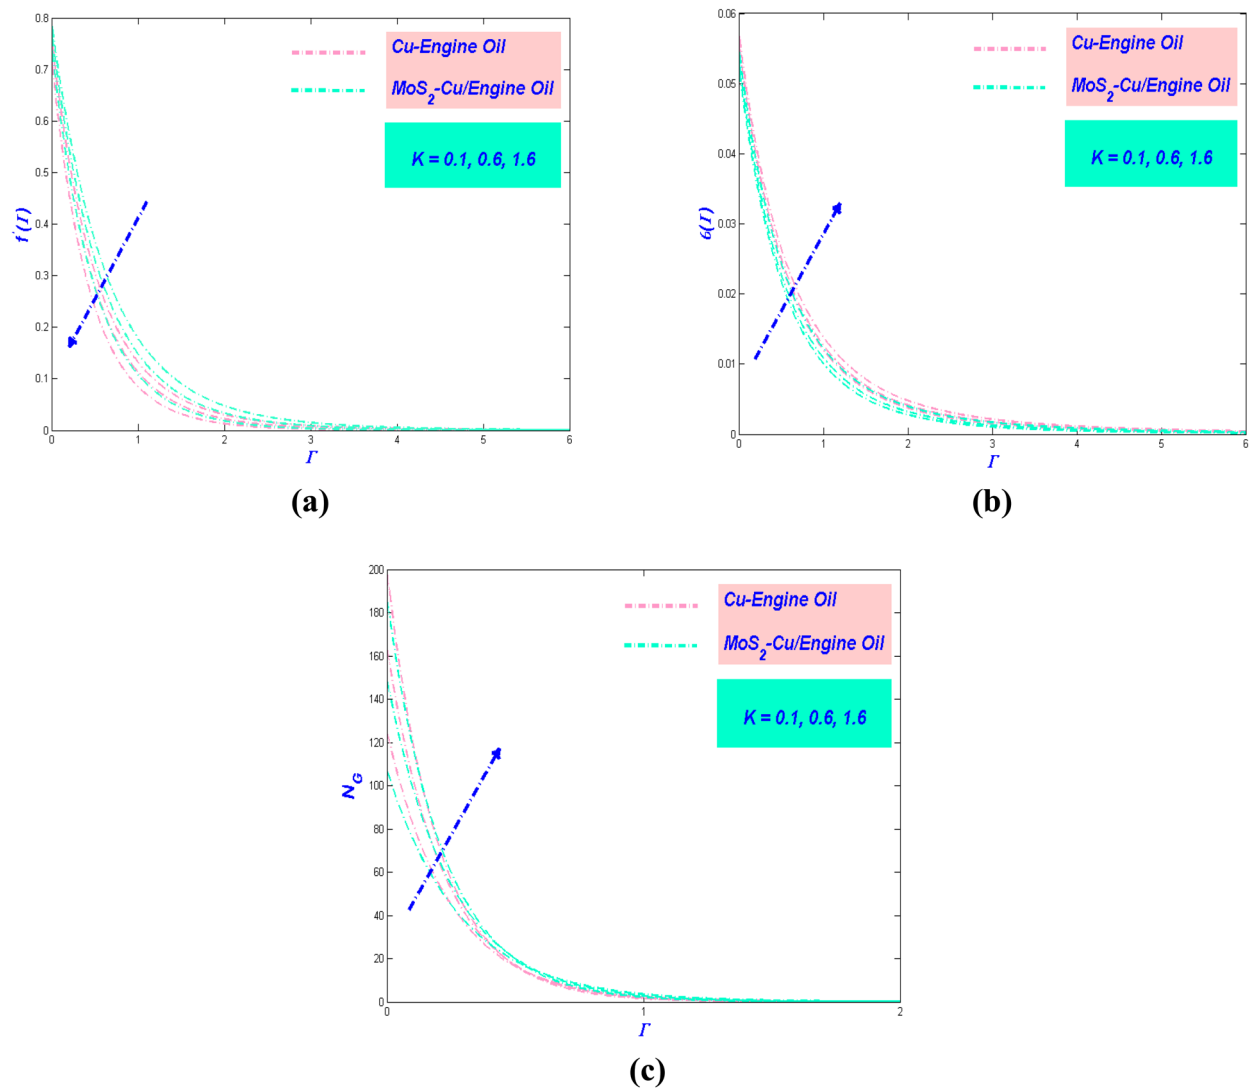 0.8
0.7
0.6
0.5
0.4
0.3
0.2
0.1
0
0 1 2 3 4 5 6
f'(Γ)
Γ
Cu-Engine Oil
MoS2-Cu/Engine Oil
K = 0.1, 0.6, 1.6
(a)
0.06
0.05
0.04
0.03
0.02
0.01
0
0 1 2 3 4 5 6
θ(Γ)
Γ
Cu-Engine Oil
MoS2-Cu/Engine Oil
K = 0.1, 0.6, 1.6
(b)
200
180
160
140
120
100
80
60
40
20
0
0 1 2
NG
Γ
Cu-Engine Oil
MoS2-Cu/Engine Oil
K = 0.1, 0.6, 1.6
(c)